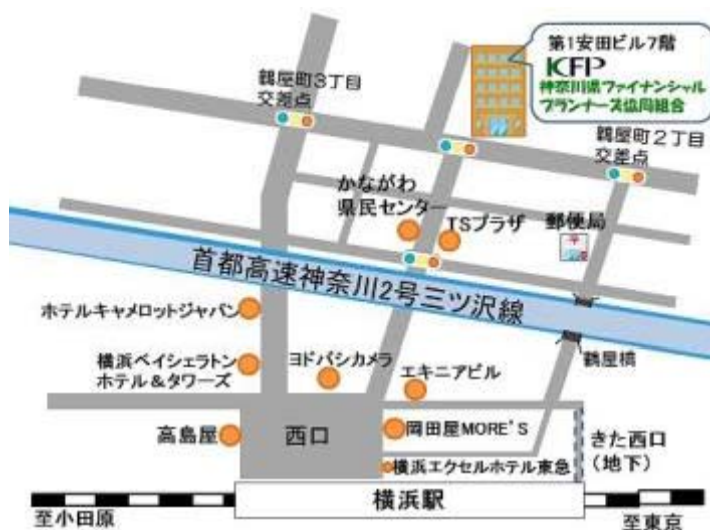 第1安田ビル7階
KFP
神奈川県ファイナンシャル
プランナーズ協同組合
鶴屋町3丁目
交差点
鶴屋町2丁目
交差点
かながわ
県民センター
TSプラザ
郵便局
首都高速神奈川2号三ツ沢線
ホテルキャメロットジャパン
鶴屋橋
横浜ベイシェラトン
ホテル&タワーズ
ヨドバシカメラ
エキニアビル
高島屋
西口
岡田屋MORE'S
きた西口
(地下)
横浜エクセルホテル東急
横浜駅
至小田原
至東京